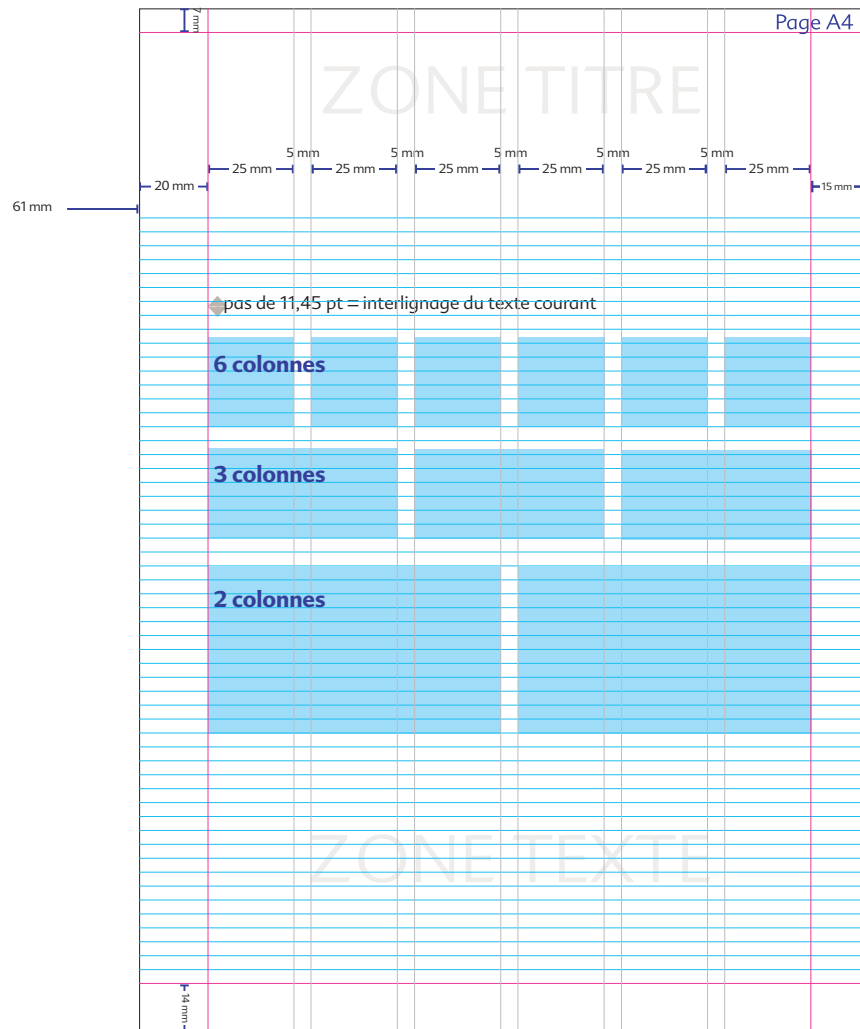 7 mm
Page A4
ZONE TITRE
5 mm 5 mm 5 mm 5 mm 5 mm
25 mm 25 mm 25 mm 25 mm 25 mm 25 mm
20 mm 15 mm
61 mm
pas de 11,45 pt = interlignage du texte courant
6 colonnes
3 colonnes
2 colonnes
ZONE TEXTE
14 mm